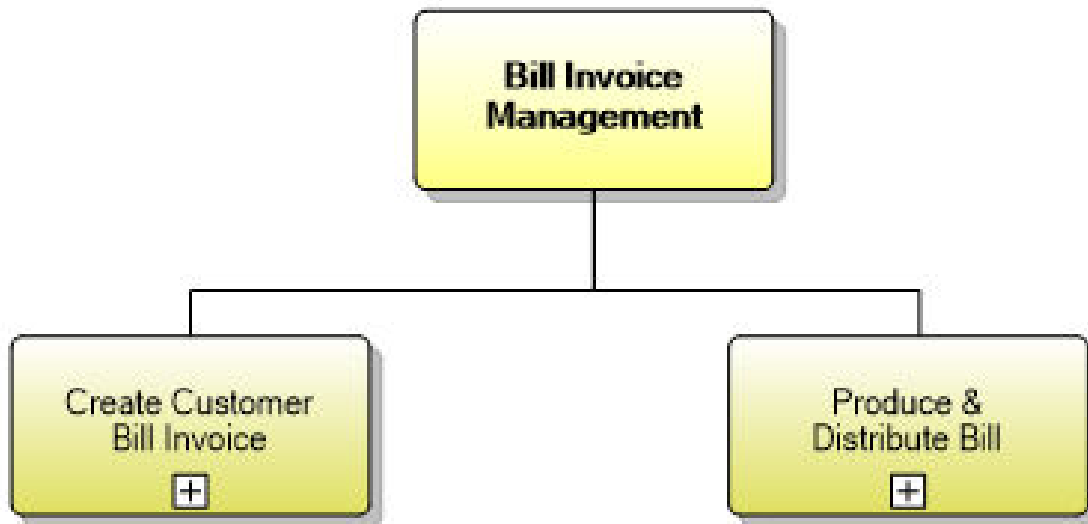 Bill Invoice
Management
Create Customer
Bill Invoice
+
Produce &
Distribute Bill
+